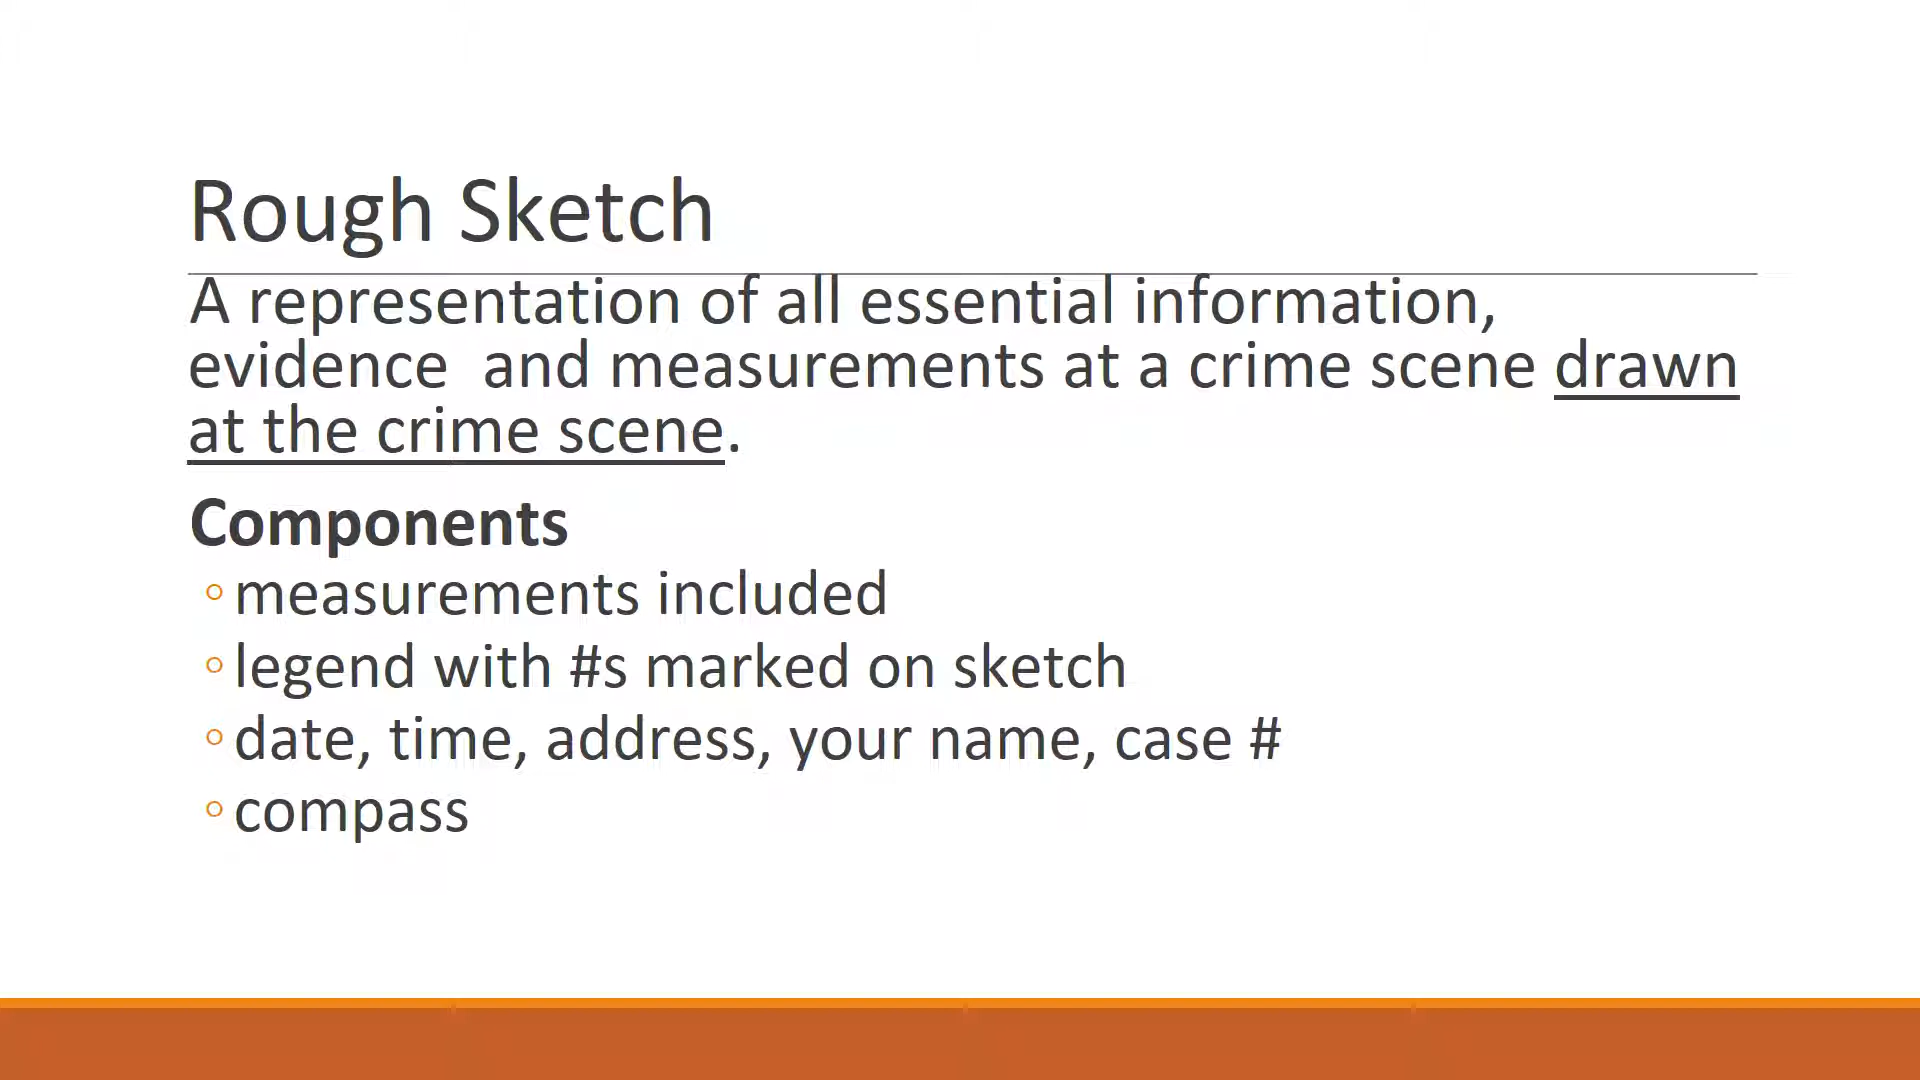 Rough Sketch
A representation of all essential information,
evidence  and measurements at a crime scene drawn
at the crime scene.
Components
◦measurements included
◦legend with #s marked on sketch
◦date, time, address, your name, case #
◦compass